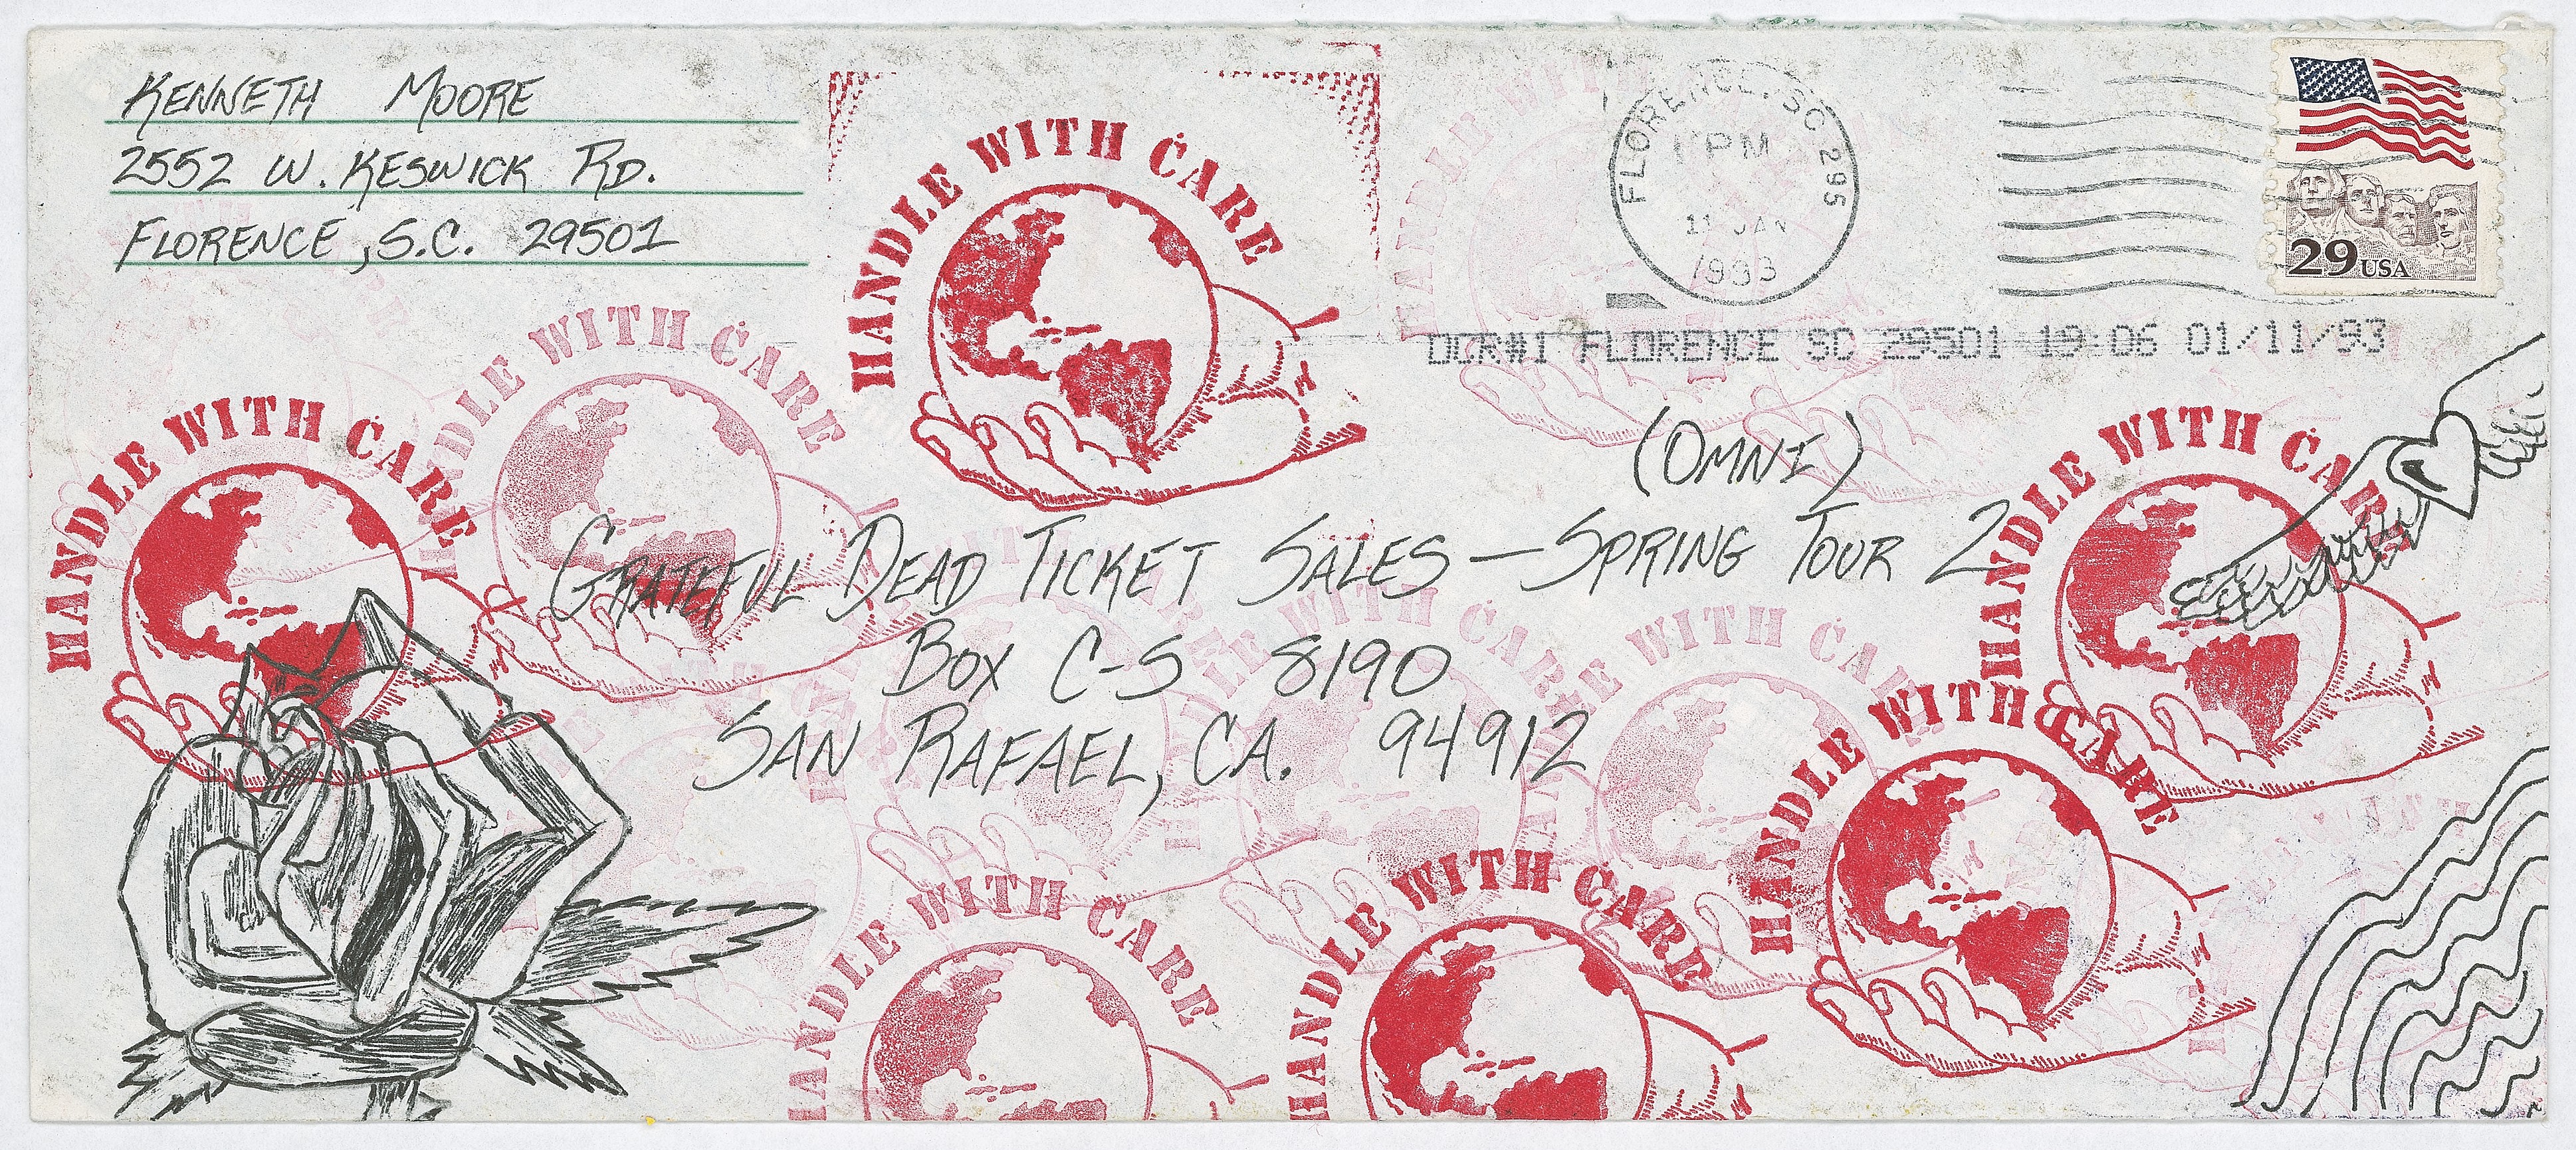 KENNETH MOORE
2552 W. KESWICK RD.
FLORENCE, S.C. 29501
HANDLE WITH CARE
FLORENCE, SC 295
PM
11 JAN
1993
29 USA
DCR#1 FLORENCE SC 29501 19:06 01/11/93
HANDLE WITH CARE
HANDLE WITH CARE
HANDLE WITH CARE
(OMNI)
GRATEFUL DEAD TICKET SALES — SPRING TOUR 2
BOX C-S 8190
SAN RAFAEL, CA. 94912
HANDLE WITH CARE
HANDLE WITH CARE
HANDLE WITH CARE
HANDLE WITH CARE
HANDLE WITH CARE